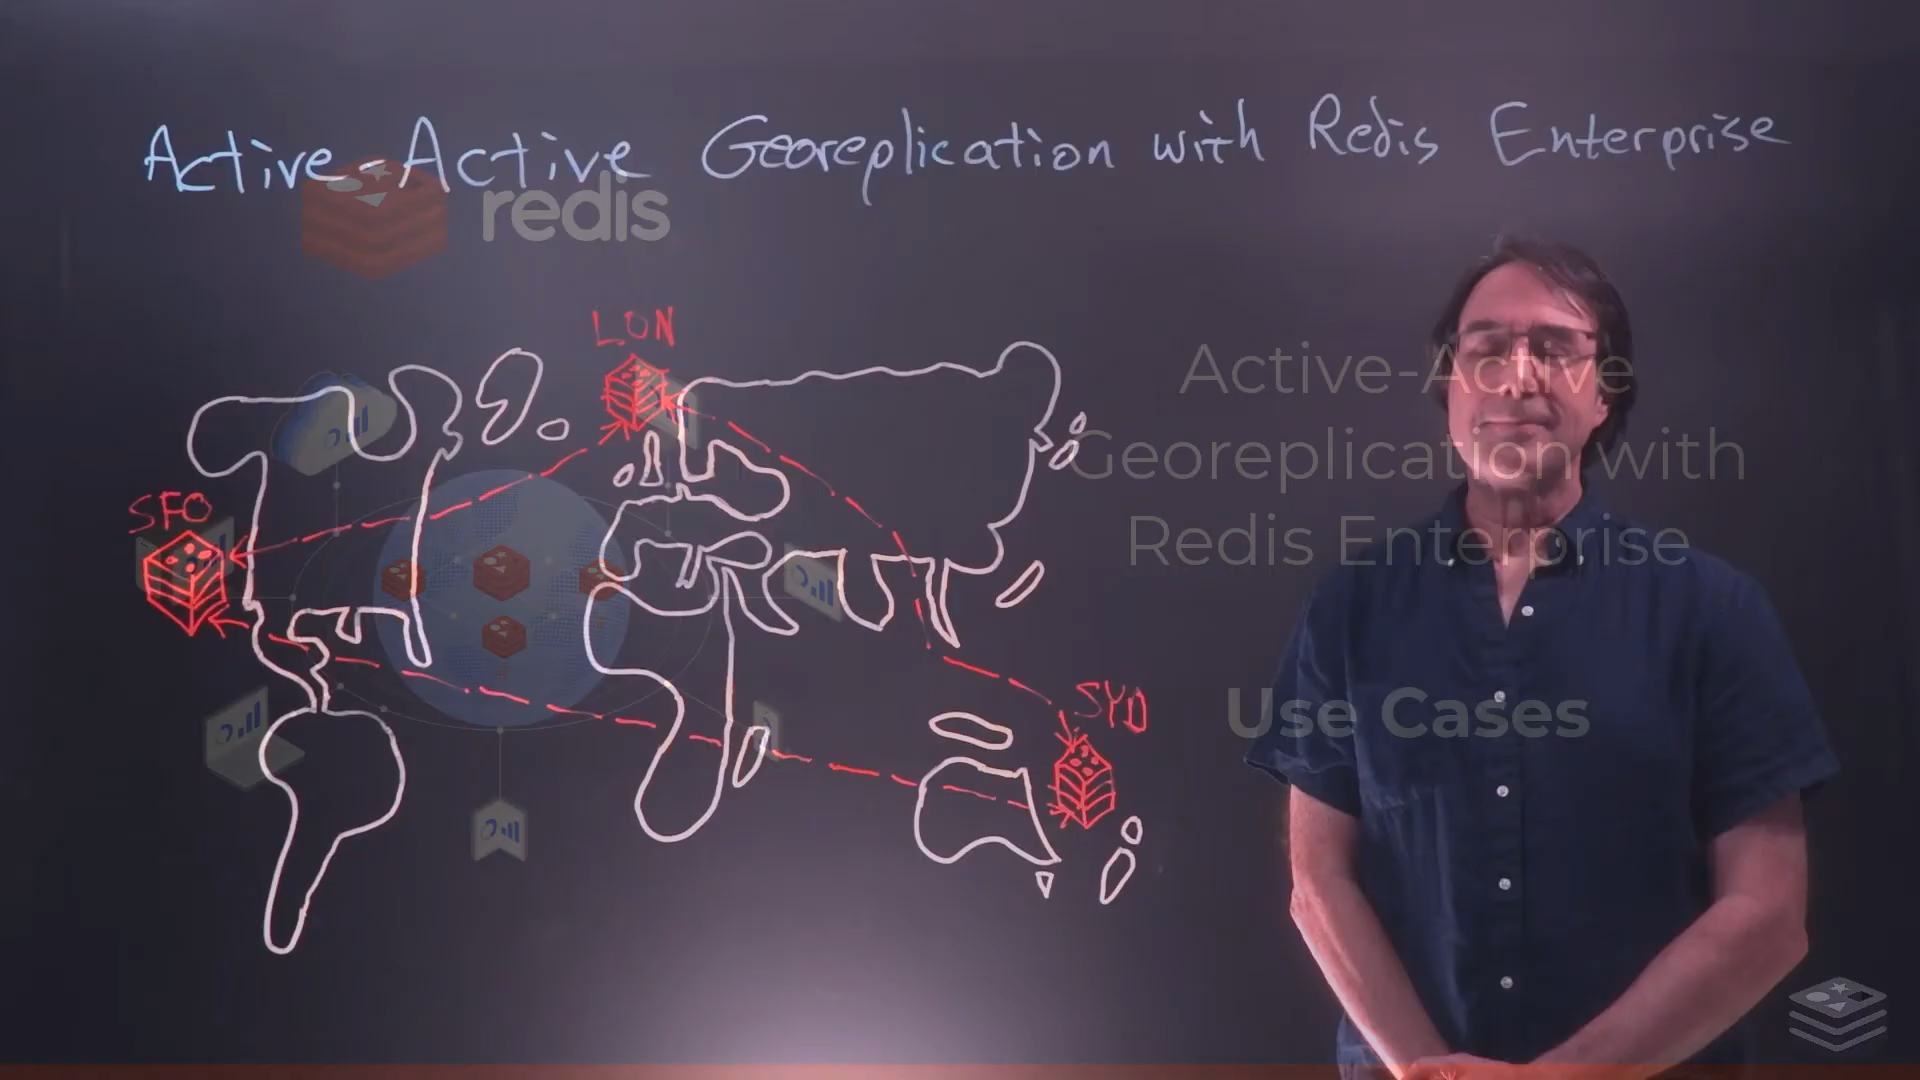 Active-Active Georeplication with Redis Enterprise
redis
LON
Active-Active
Georeplication with
Redis Enterprise
SFO
SYD
Use Cases